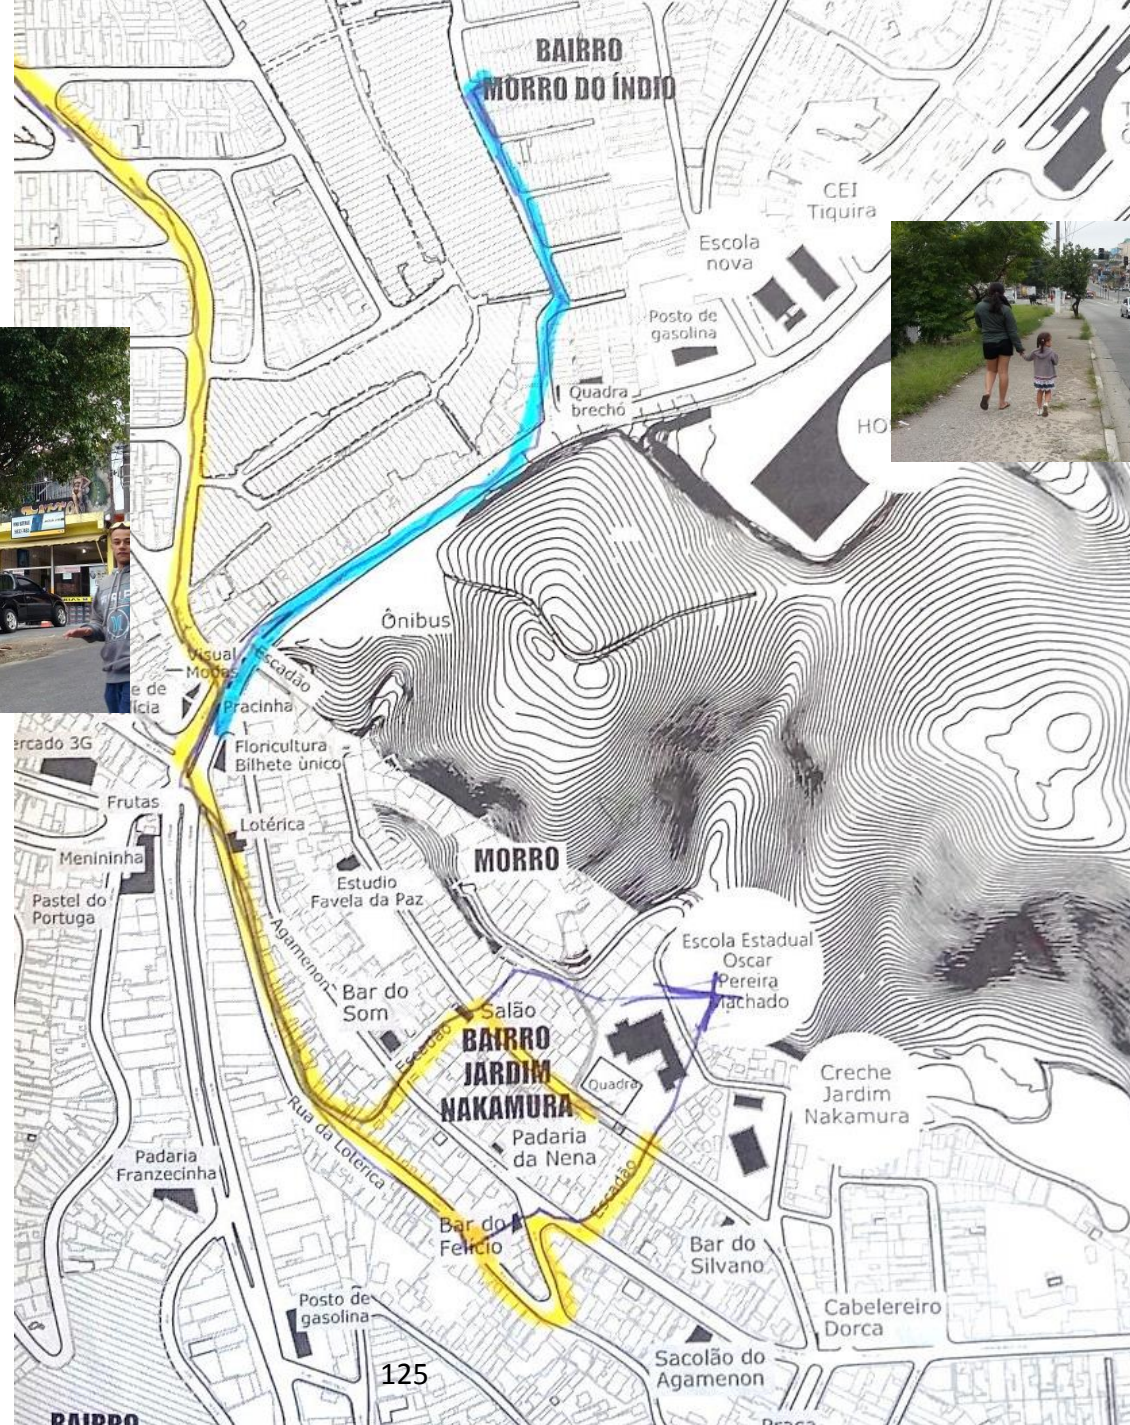 BAIRRO
MORRO DO ÍNDIO
CEI
Tiquira
Escola
nova
Posto de
gasolina
Quadra
brechó
HO
Ônibus
Visual
Modas
Escadão
e de
ícia
Pracinha
ercado 3G
Floricultura
Bilhete único
Frutas
Lotérica
Menininha
MORRO
Estudio
Favela da Paz
Pastel do
Portuga
Agamenon
Escola Estadual
Oscar
Pereira
Machado
Bar do
Som
Salão
Escadão
BAIRRO
JARDIM
NAKAMURA
Quadra
Creche
Jardim
Nakamura
Rua da Lotérica
Padaria
da Nena
Padaria
Franzecinha
Escadão
Bar do
Felício
Bar do
Silvano
Posto de
gasolina
Cabelereiro
Dorca
Sacolão do
Agamenon
125
BAIRRO
Praça